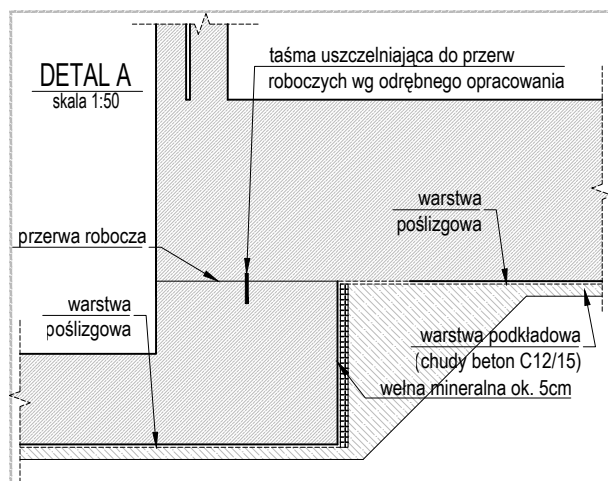 DETAL A
skala 1:50
taśma uszczelniająca do przerw
roboczych wg odrębnego opracowania
warstwa
poślizgowa
przerwa robocza
warstwa
poślizgowa
warstwa podkładowa
(chudy beton C12/15)
wełna mineralna ok. 5cm